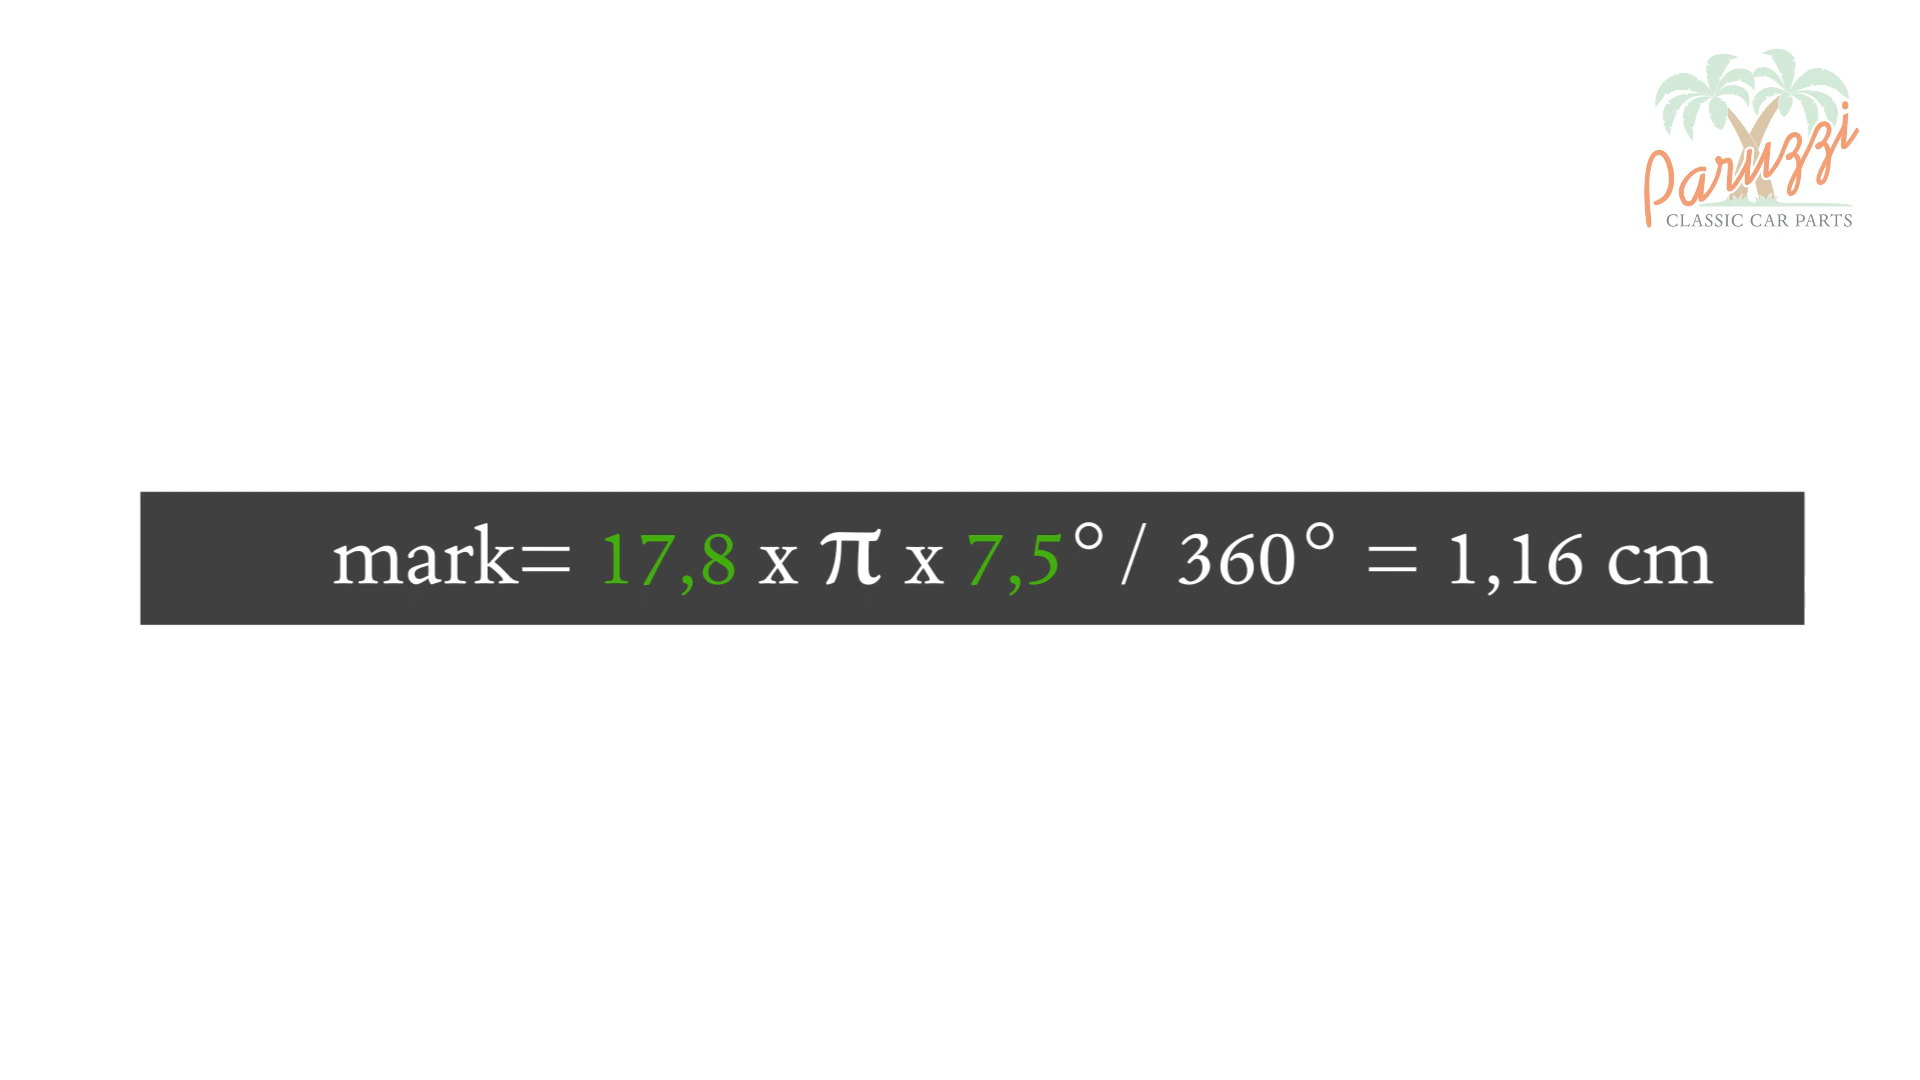 Paruzzi
CLASSIC CAR PARTS
mark= 17,8 x π x 7,5° / 360° = 1,16 cm